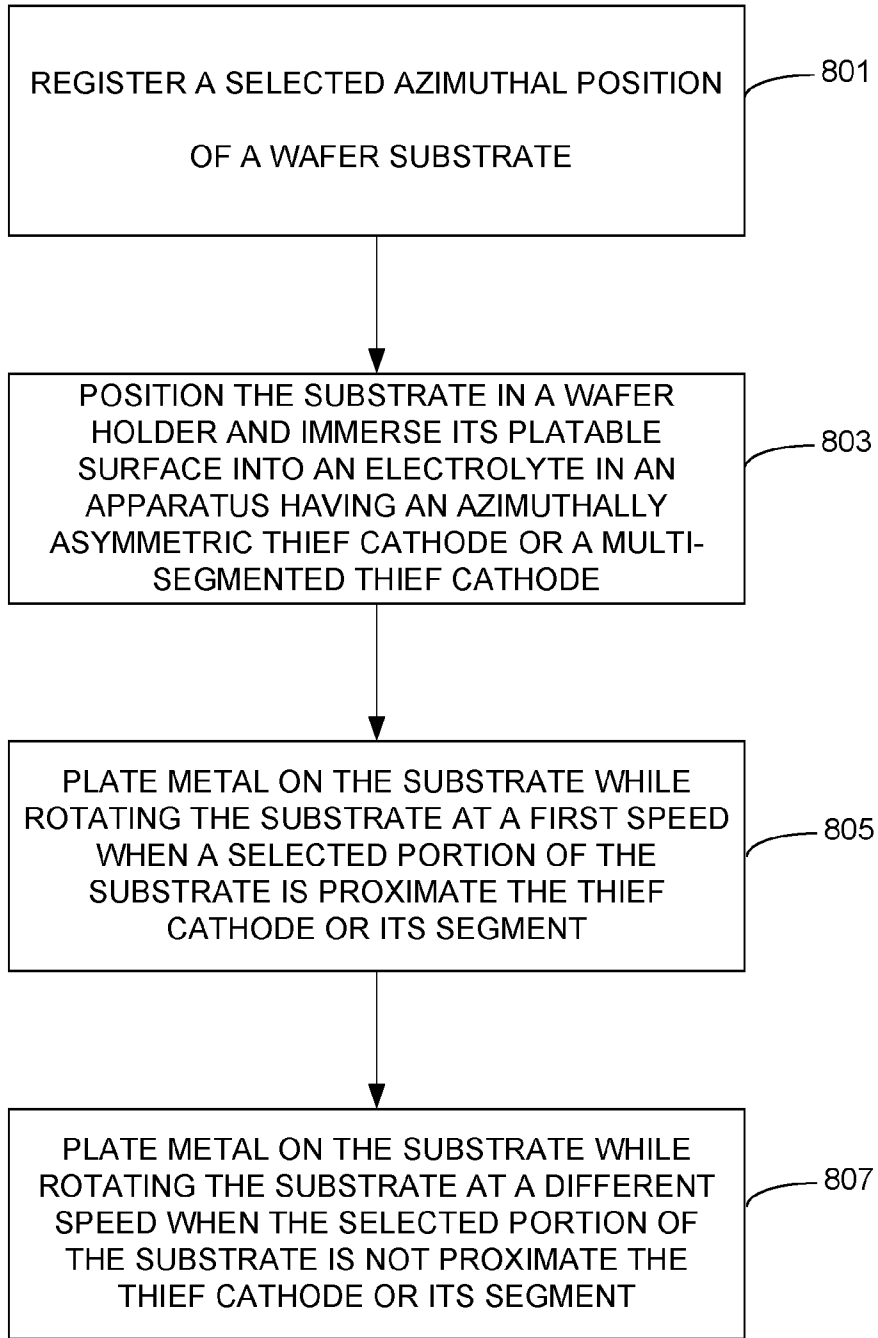 REGISTER A SELECTED AZIMUTHAL POSITION
OF A WAFER SUBSTRATE
801
POSITION THE SUBSTRATE IN A WAFER
HOLDER AND IMMERSE ITS PLATABLE
SURFACE INTO AN ELECTROLYTE IN AN
APPARATUS HAVING AN AZIMUTHALLY
ASYMMETRIC THIEF CATHODE OR A MULTI-
SEGMENTED THIEF CATHODE
803
PLATE METAL ON THE SUBSTRATE WHILE
ROTATING THE SUBSTRATE AT A FIRST SPEED
WHEN A SELECTED PORTION OF THE
SUBSTRATE IS PROXIMATE THE THIEF
CATHODE OR ITS SEGMENT
805
PLATE METAL ON THE SUBSTRATE WHILE
ROTATING THE SUBSTRATE AT A DIFFERENT
SPEED WHEN THE SELECTED PORTION OF
THE SUBSTRATE IS NOT PROXIMATE THE
THIEF CATHODE OR ITS SEGMENT
807